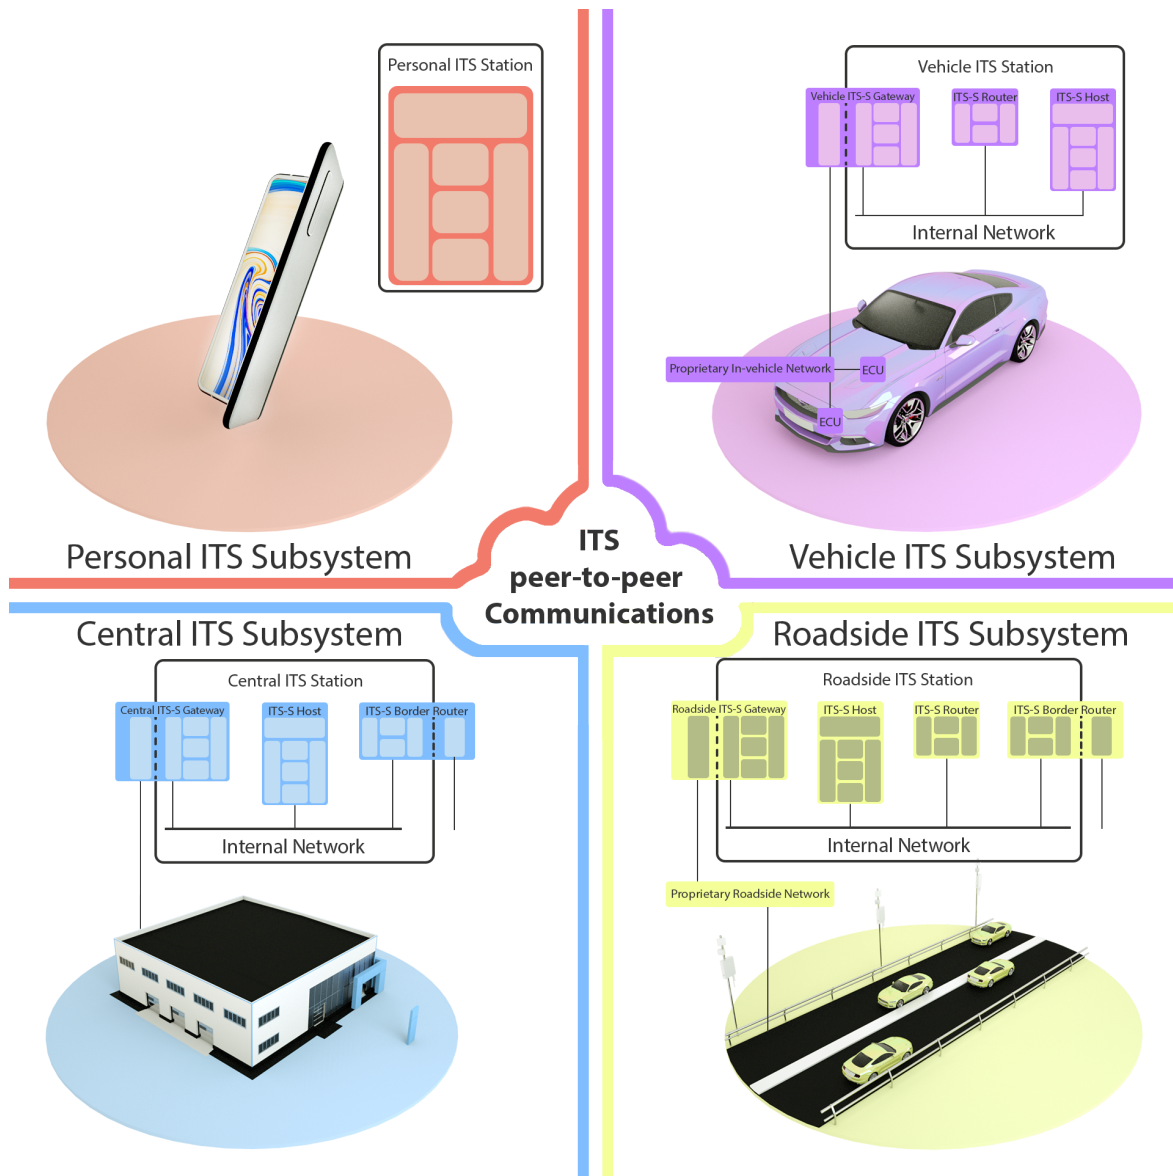 Personal ITS Station
Personal ITS Subsystem
Vehicle ITS Station
Vehicle ITS-S Gateway
ITS-S Router
ITS-S Host
Internal Network
Proprietary In-vehicle Network
ECU
ECU
Vehicle ITS Subsystem
ITS
peer-to-peer
Communications
Central ITS Subsystem
Central ITS Station
Central ITS-S Gateway
ITS-S Host
ITS-S Border Router
Internal Network
Roadside ITS Subsystem
Roadside ITS Station
Roadside ITS-S Gateway
ITS-S Host
ITS-S Router
ITS-S Border Router
Internal Network
Proprietary Roadside Network